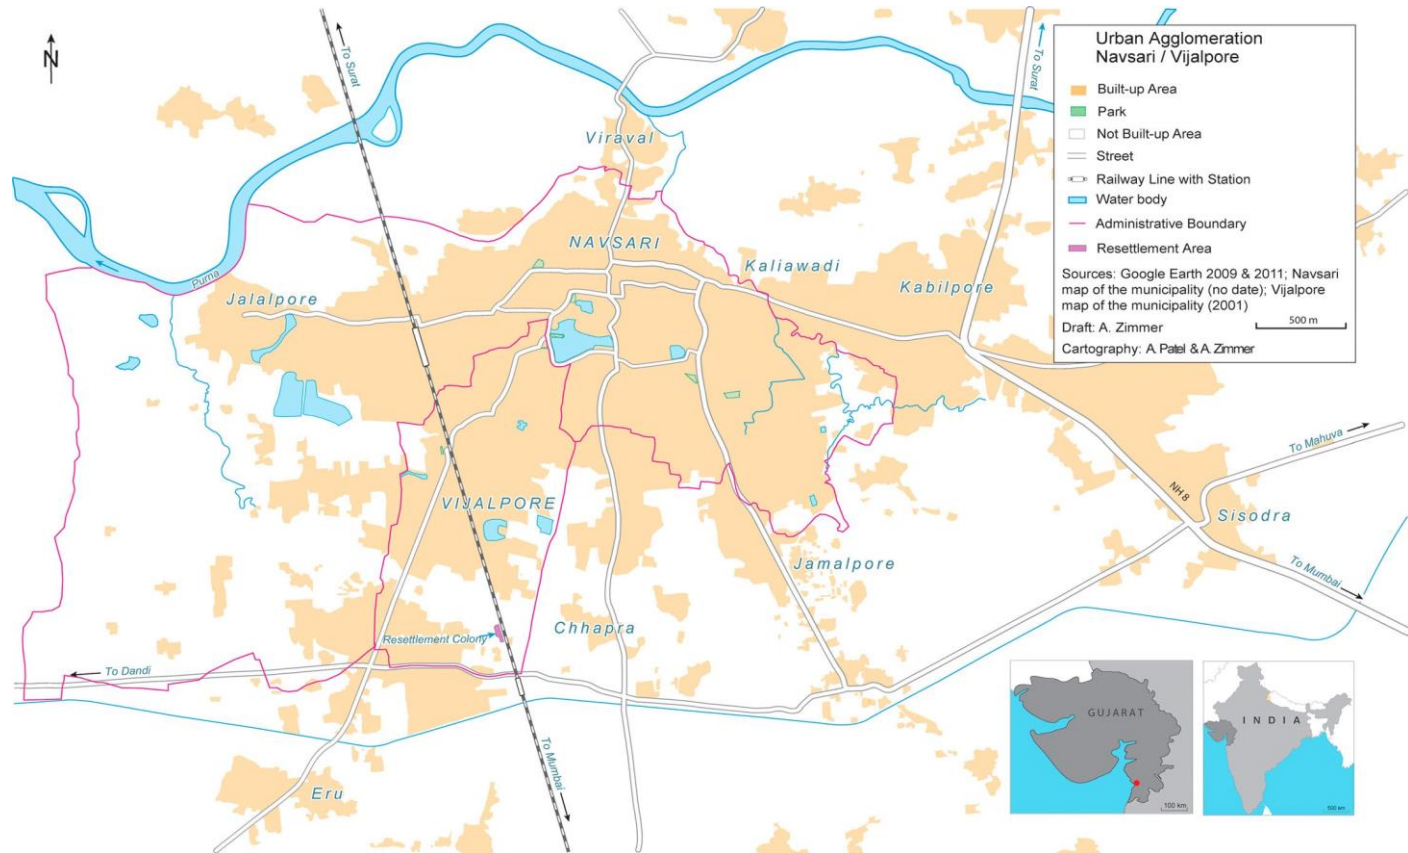 N
To Surat
To Surat
Urban Agglomeration
Navsari / Vijalpore
Built-up Area
Park
Not Built-up Area
Street
Railway Line with Station
Water body
Administrative Boundary
Resettlement Area
Sources: Google Earth 2009 & 2011; Navsari
map of the municipality (no date); Vijalpore
map of the municipality (2001)
500 m
Draft: A. Zimmer
Cartography: A. Patel & A. Zimmer
Viraval
NAVSARI
Kaliawadi
Kabilpore
Purna
Jalalpore
To Mahuva
VIJALPORE
NH 8
Sisodra
Jamalpore
To Mumbai
Chhapra
Resettlement Colony
To Dandi
To Mumbai
Eru
GUJARAT
100 km
INDIA
500 km